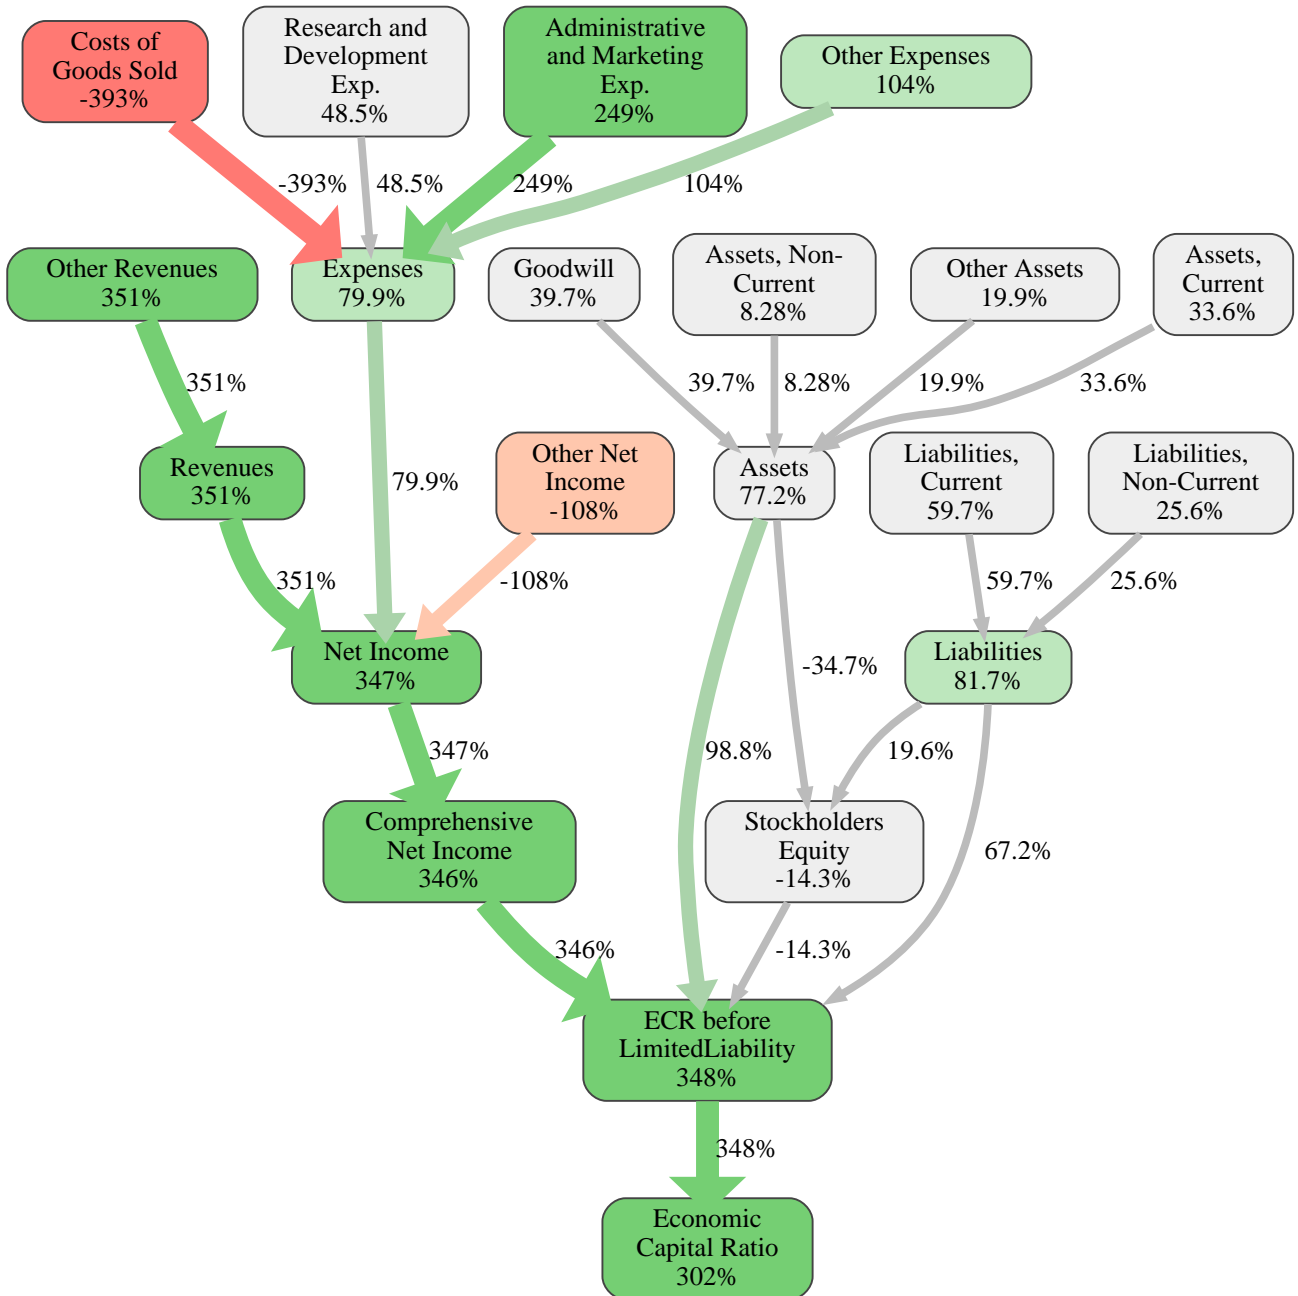 Costs of
Goods Sold
-393%
Research and
Development
Exp.
48.5%
Administrative
and Marketing
Exp.
249%
Other Expenses
104%
-393%
48.5%
249%
104%
Other Revenues
351%
Expenses
79.9%
Goodwill
39.7%
Assets, Non-
Current
8.28%
Other Assets
19.9%
Assets,
Current
33.6%
351%
39.7%
8.28%
19.9%
33.6%
Revenues
351%
79.9%
Other Net
Income
-108%
Assets
77.2%
Liabilities,
Current
59.7%
Liabilities,
Non-Current
25.6%
351%
-108%
59.7%
25.6%
Net Income
347%
-34.7%
Liabilities
81.7%
347%
98.8%
19.6%
Comprehensive
Net Income
346%
Stockholders
Equity
-14.3%
67.2%
346%
-14.3%
ECR before
LimitedLiability
348%
348%
Economic
Capital Ratio
302%